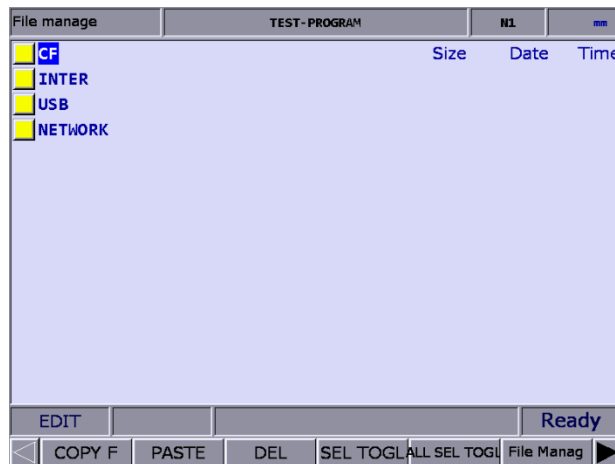 File manage TEST-PROGRAM N1 mm
CF Size Date Time
INTER
USB
NETWORK
EDIT Ready
COPY F PASTE DEL SEL TOGL ALL SEL TOGL File Manag